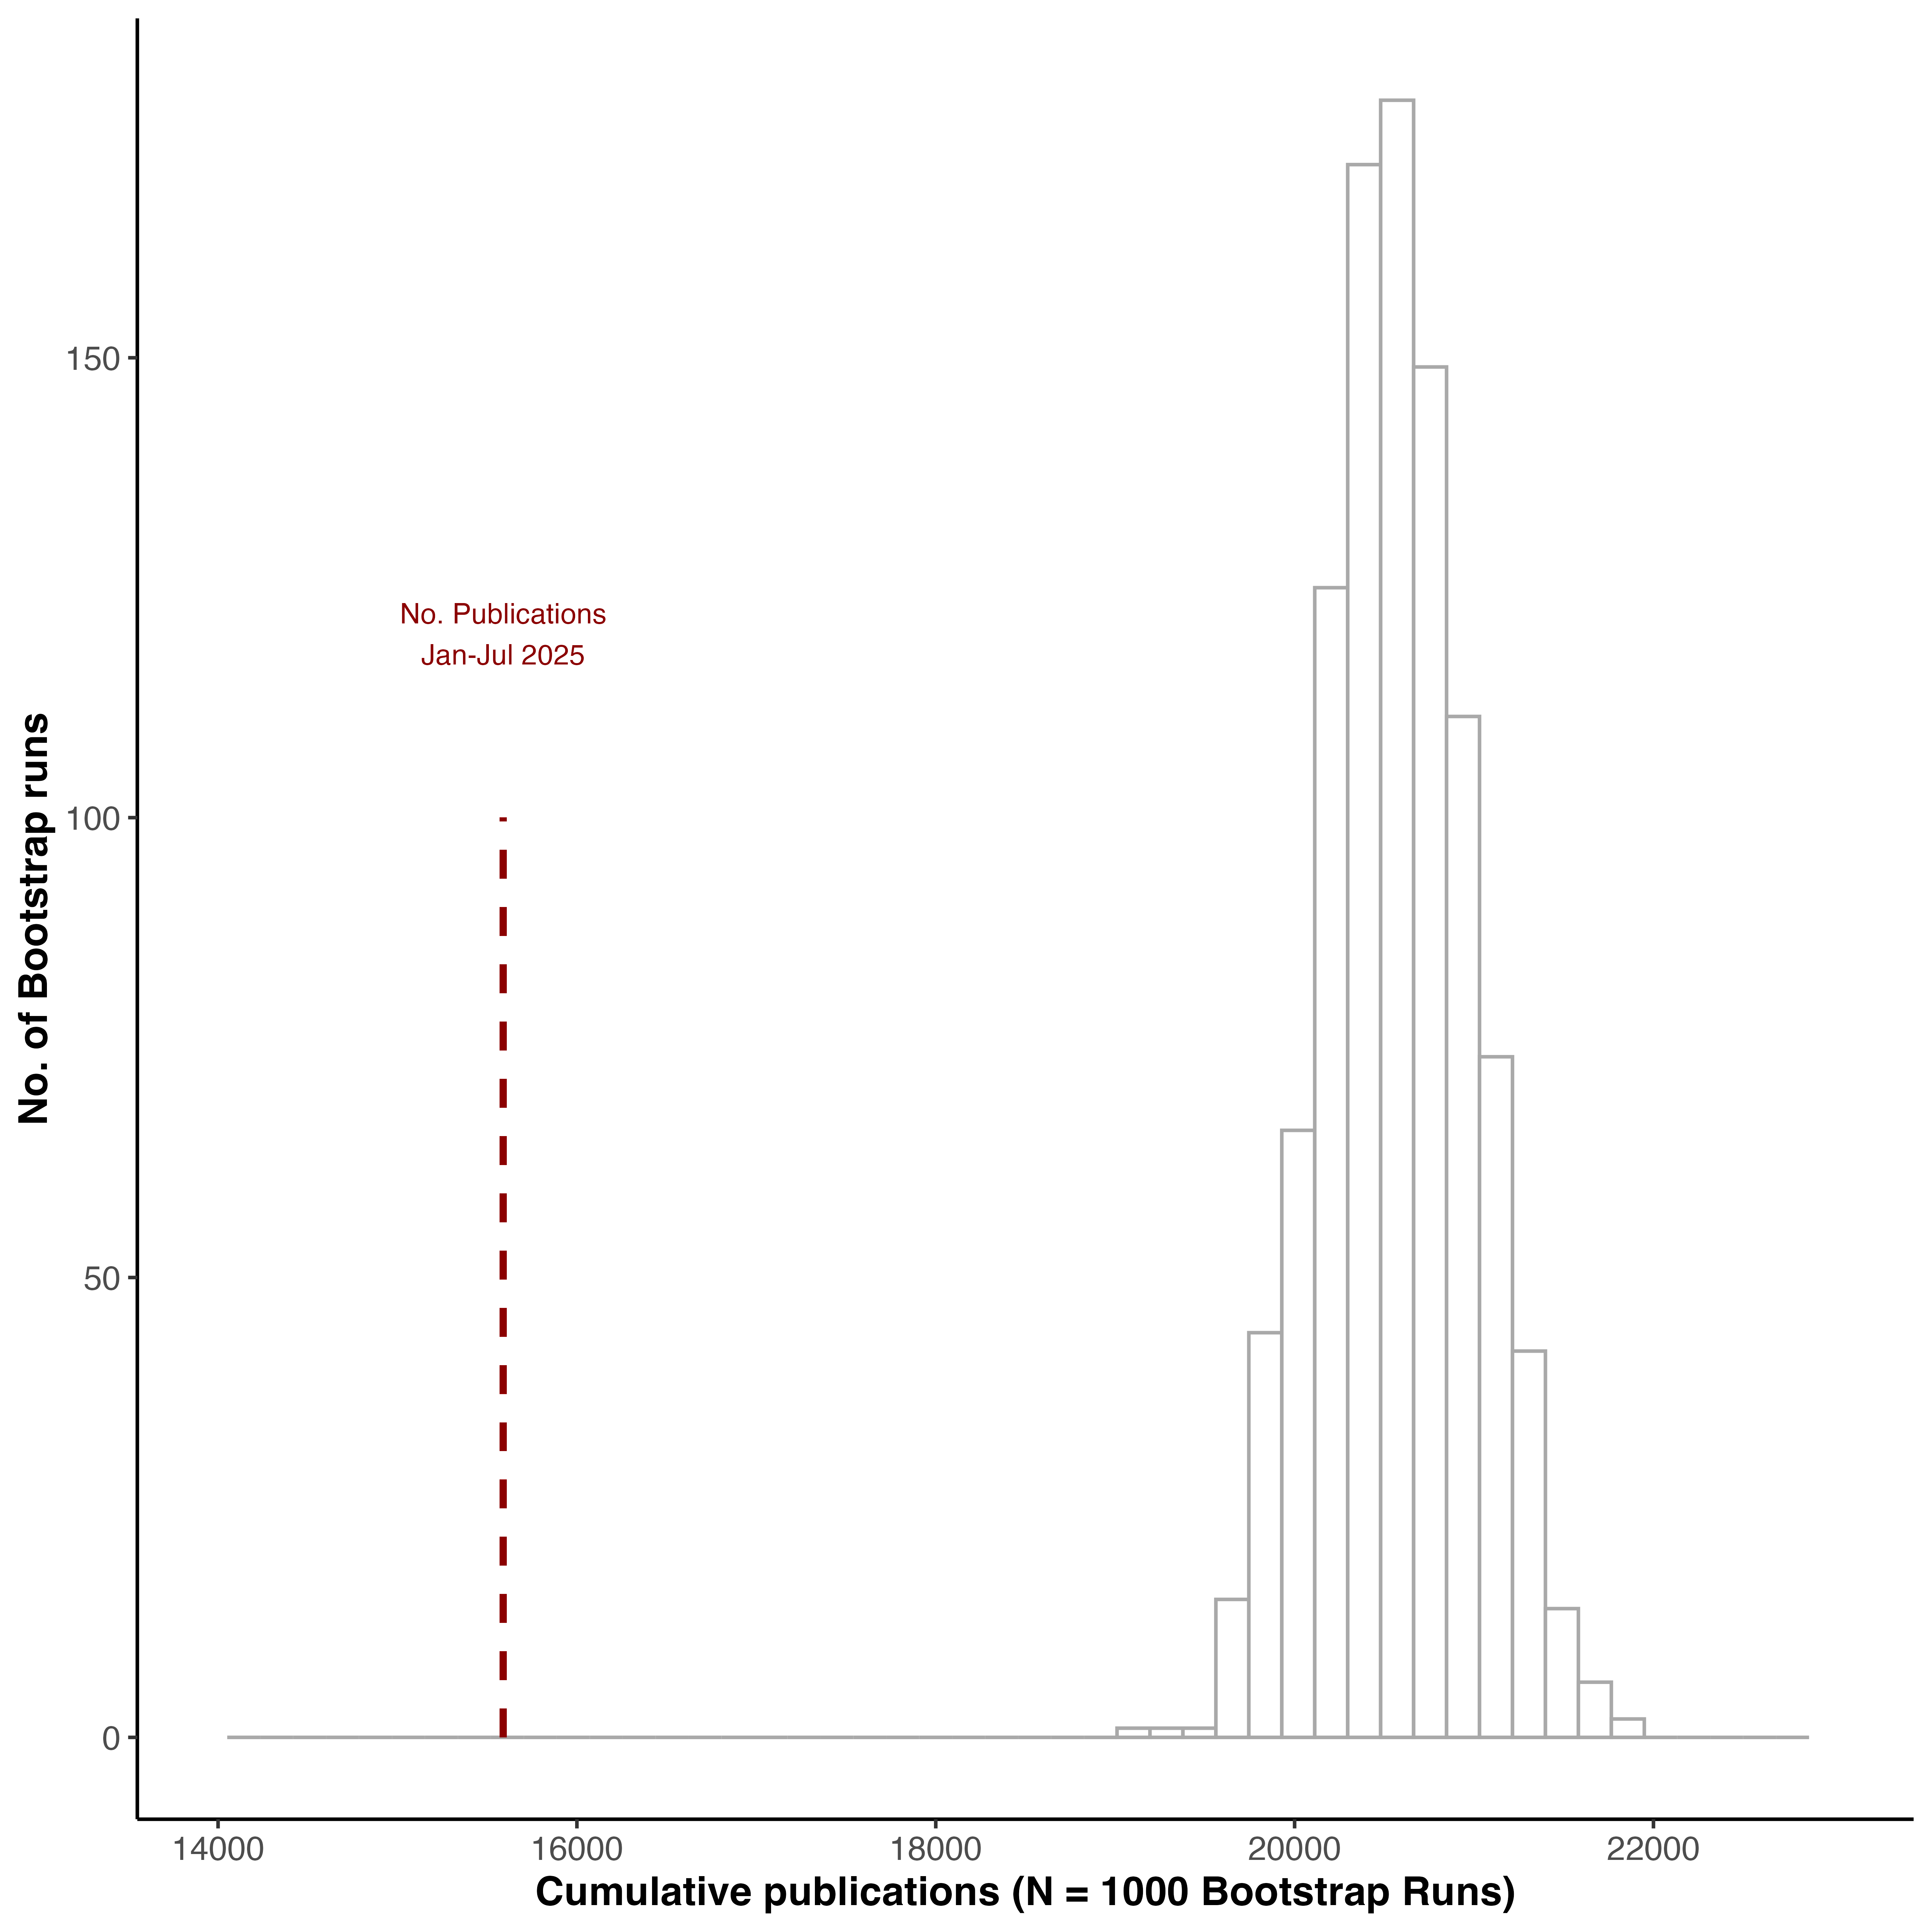 No. Publications
Jan-Jul 2025
No. of Bootstrap runs
150
100
50
0
14000
16000
18000
20000
22000
Cumulative publications (N = 1000 Bootstrap Runs)